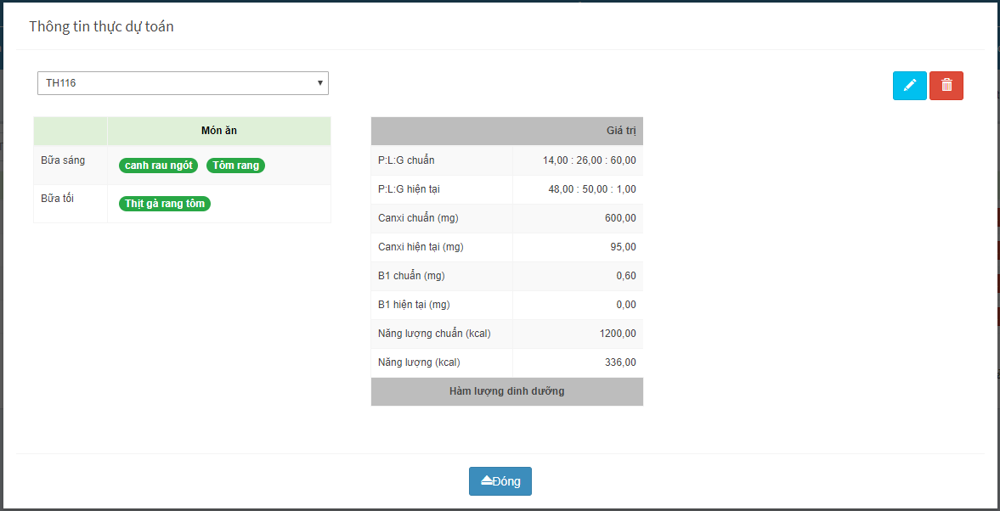 Thông tin thực dự toán
TH116
Món ăn
Bữa sáng canh rau ngót Tôm rang
Bữa tối Thịt gà rang tôm
Giá trị
P:L:G chuẩn 14,00 : 26,00 : 60,00
P:L:G hiện tại 48,00 : 50,00 : 1,00
Canxi chuẩn (mg) 600,00
Canxi hiện tại (mg) 95,00
B1 chuẩn (mg) 0,60
B1 hiện tại (mg) 0,00
Năng lượng chuẩn (kcal) 1200,00
Năng lượng (kcal) 336,00
Hàm lượng dinh dưỡng
Đóng